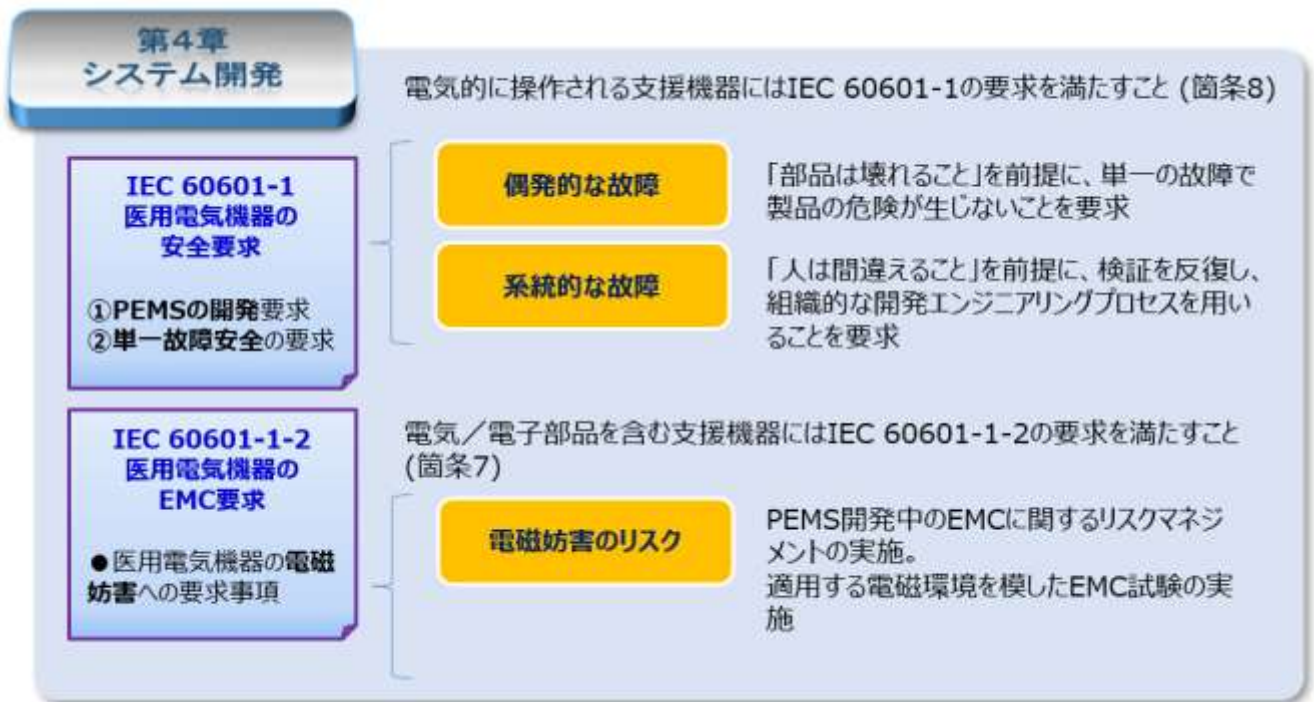 第4章
システム開発
電気的に操作される支援機器にはIEC 60601-1の要求を満たすこと (箇条8)
IEC 60601-1
医用電気機器の
安全要求
①PEMSの開発要求
②単一故障安全の要求
偶発的な故障
「部品は壊れること」を前提に、単一の故障で
製品の危険が生じないことを要求
系統的な故障
「人は間違えること」を前提に、検証を反復し、
組織的な開発エンジニアリングプロセスを用い
ることを要求
IEC 60601-1-2
医用電気機器の
EMC要求
●医用電気機器の電磁
妨害への要求事項
電気／電子部品を含む支援機器にはIEC 60601-1-2の要求を満たすこと
(箇条7)
電磁妨害のリスク
PEMS開発中のEMCに関するリスクマネジ
メントの実施。
適用する電磁環境を模したEMC試験の実
施